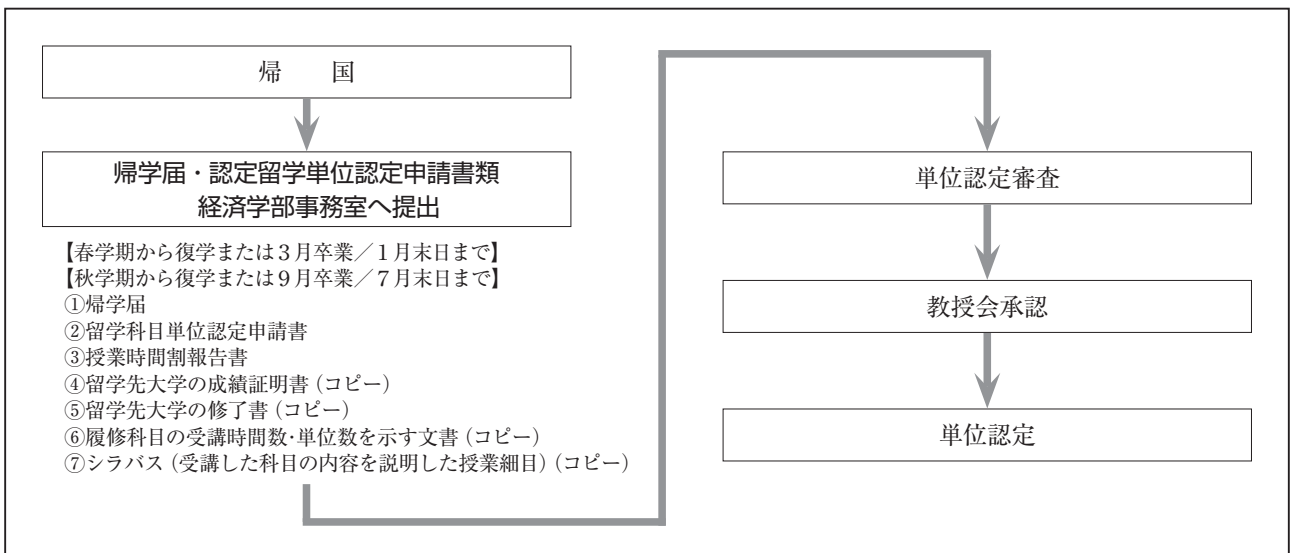 帰　　国
帰学届・認定留学単位認定申請書類
経済学部事務室へ提出
【春学期から復学または３月卒業／１月末日まで】
【秋学期から復学または９月卒業／７月末日まで】
①帰学届
②留学科目単位認定申請書
③授業時間割報告書
④留学先大学の成績証明書（コピー）
⑤留学先大学の修了書（コピー）
⑥履修科目の受講時間数・単位数を示す文書（コピー）
⑦シラバス（受講した科目の内容を説明した授業細目）（コピー）
単位認定審査
教授会承認
単位認定